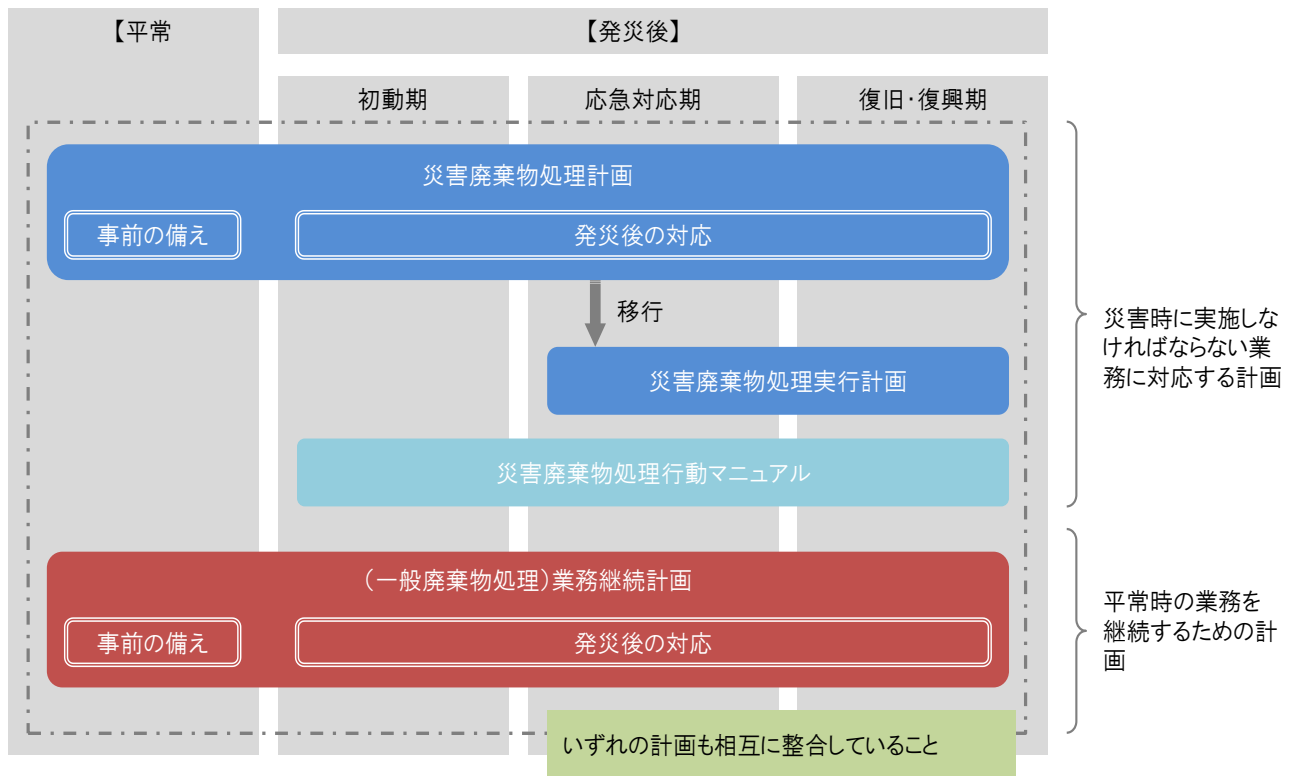 【平常
【発災後】
初動期
応急対応期
復旧・復興期
災害廃棄物処理計画
事前の備え
発災後の対応
移行
災害廃棄物処理実行計画
災害廃棄物処理行動マニュアル
災害時に実施しな
ければならない業
務に対応する計画
（一般廃棄物処理）業務継続計画
事前の備え
発災後の対応
平常時の業務を
継続するための計
画
いずれの計画も相互に整合していること